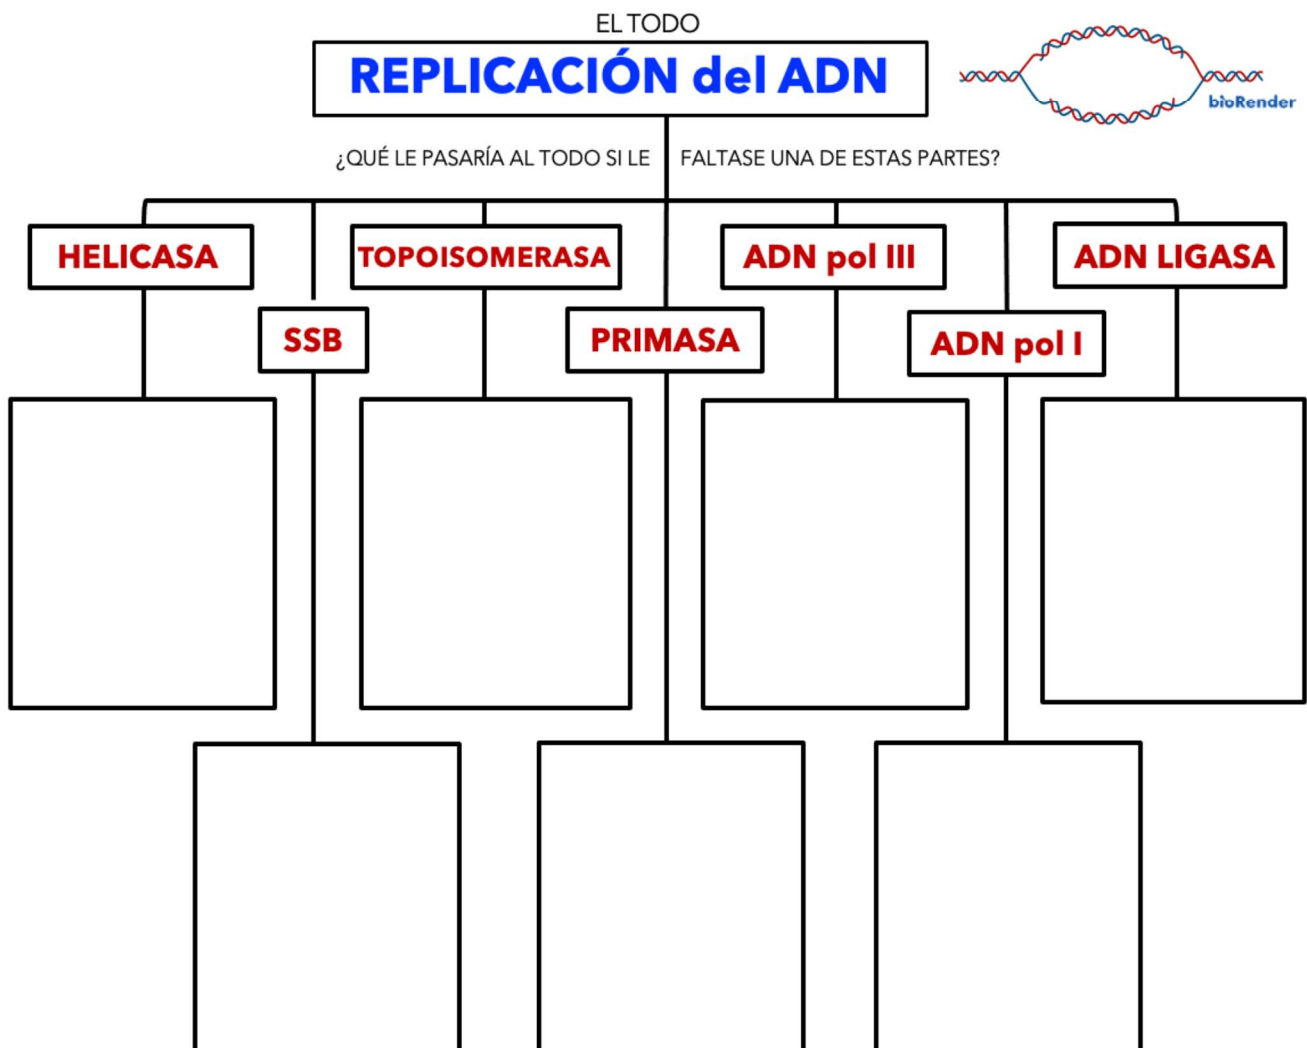 EL TODO
REPLICACIÓN del ADN
bioRender
¿QUÉ LE PASARÍA AL TODO SI LE FALTASE UNA DE ESTAS PARTES?
HELICASA
TOPOISOMERASA
ADN pol III
ADN LIGASA
SSB
PRIMASA
ADN pol I